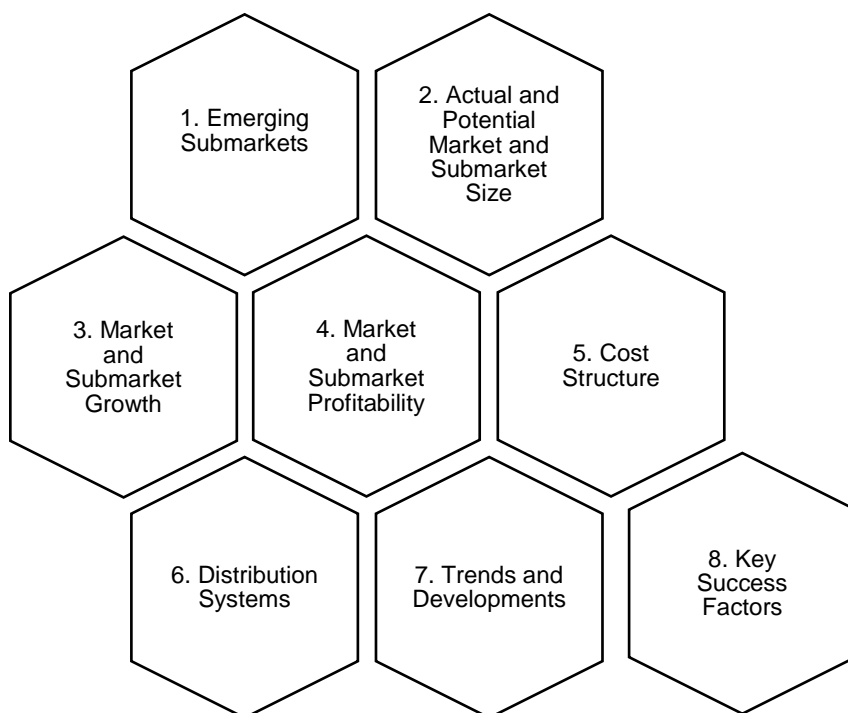 1. Emerging
Submarkets
2. Actual and
Potential
Market and
Submarket
Size
3. Market
and
Submarket
Growth
4. Market
and
Submarket
Profitability
5. Cost
Structure
6. Distribution
Systems
7. Trends and
Developments
8. Key
Success
Factors